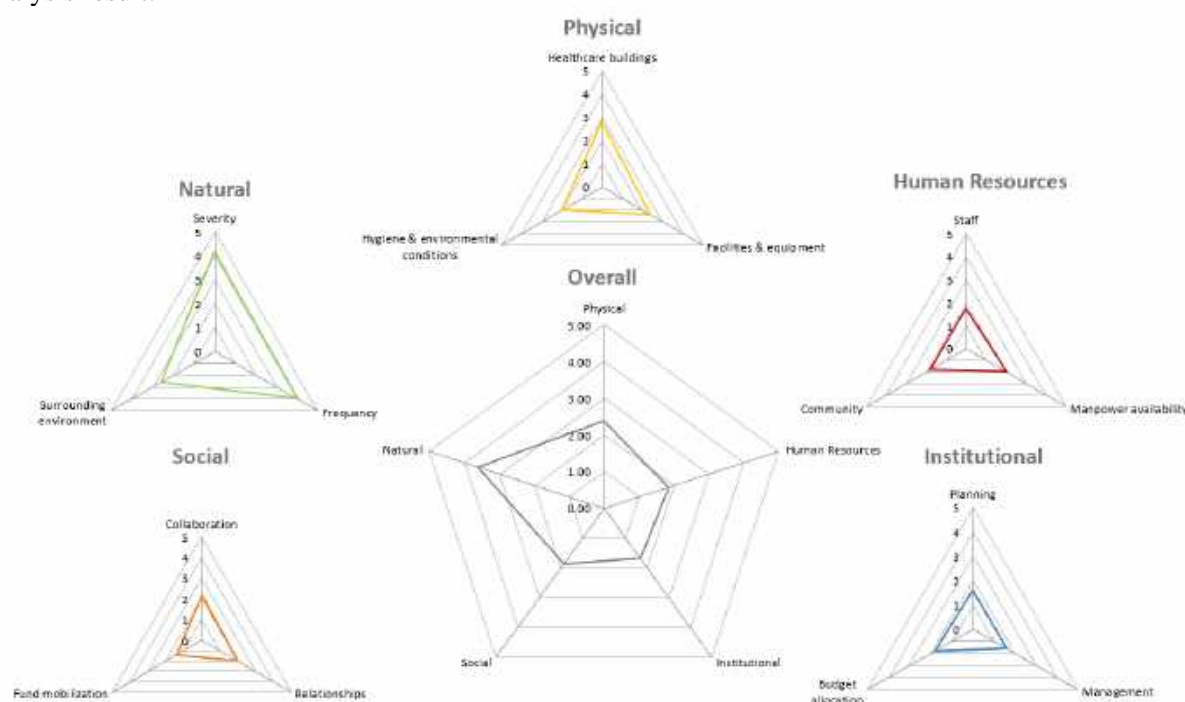 Physical
Healthcare buildings
5
4
3
2
1
0
Hygiene & environmental
conditions
Facilities & equipment
Natural
Severity
5
4
3
2
1
0
Surrounding
environment
Frequency
Human Resources
Staff
5
4
3
2
1
0
Community
Manpower availability
Overall
Physical
5.00
4.00
3.00
2.00
1.00
0.00
Natural
Human Resources
Social
Institutional
Social
Collaboration
5
4
3
2
1
0
Fund mobilization
Relationships
Institutional
Planning
5
4
3
2
1
0
Budget
allocation
Management